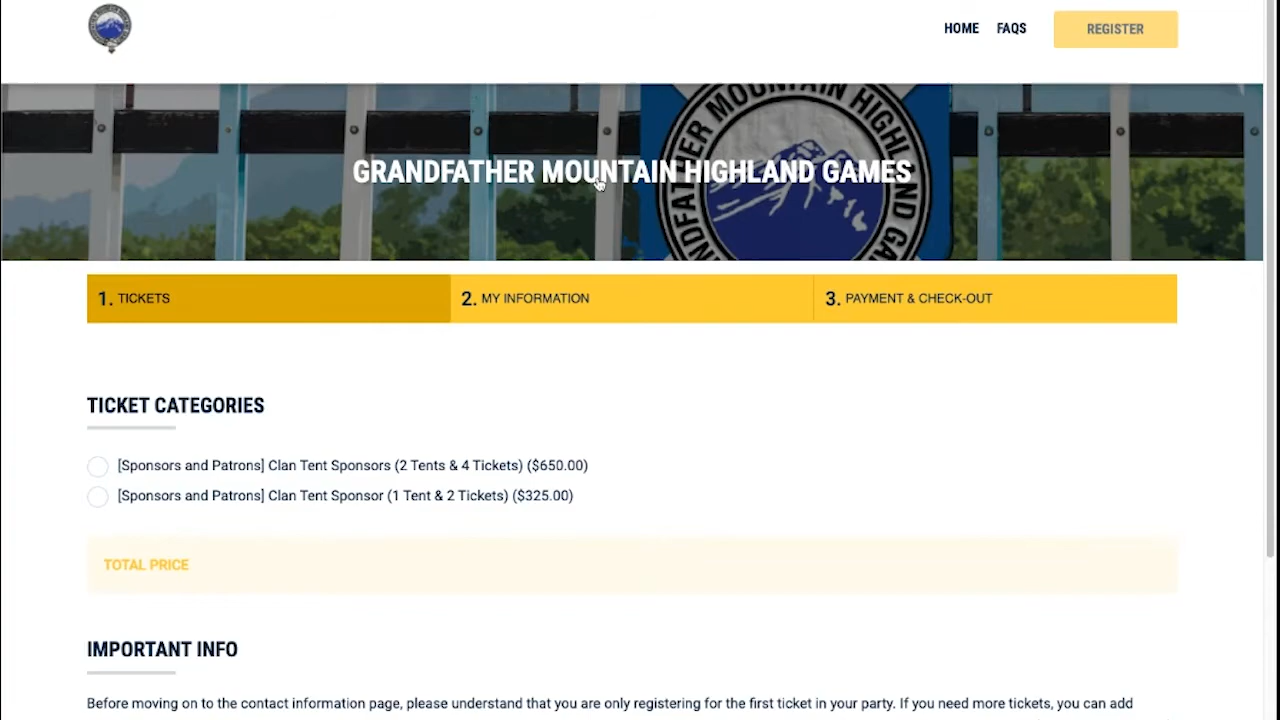 HOME FAQS REGISTER
MOUNTAIN HIGHL
GRANDFATHER MOUNTAIN HIGHLAND GAMES
1. TICKETS 2. MY INFORMATION 3. PAYMENT & CHECK-OUT
TICKET CATEGORIES
[Sponsors and Patrons] Clan Tent Sponsors (2 Tents & 4 Tickets) ($650.00)
[Sponsors and Patrons] Clan Tent Sponsor (1 Tent & 2 Tickets) ($325.00)
TOTAL PRICE
IMPORTANT INFO
Before moving on to the contact information page, please understand that you are only registering for the first ticket in your party. If you need more tickets, you can add